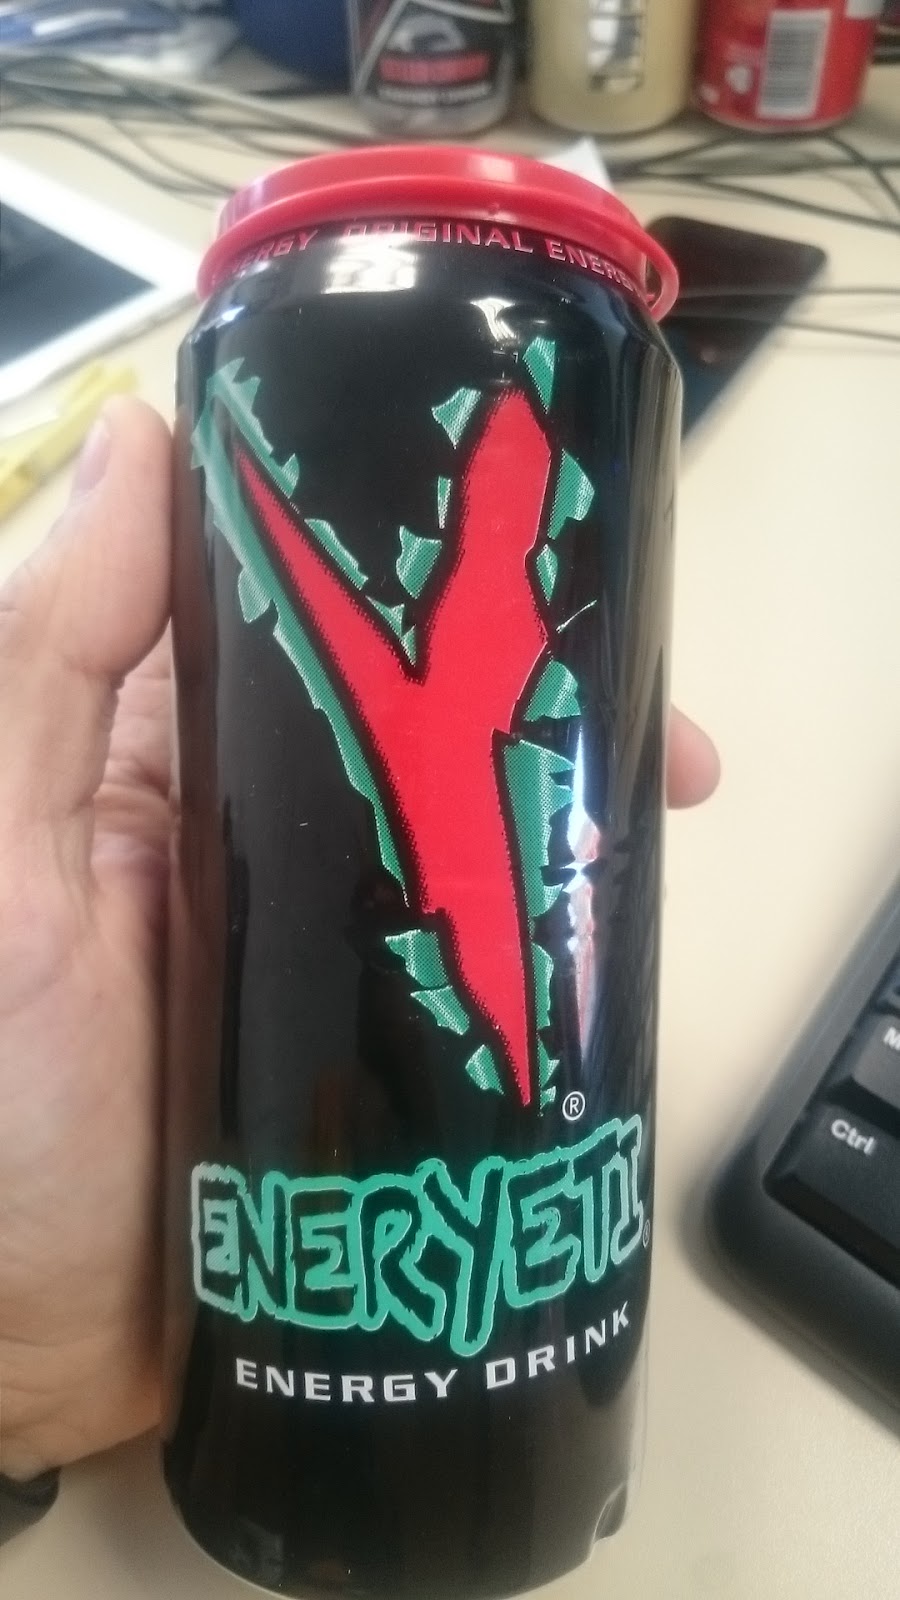 ENERGY ORIGINAL ENERGY
Y
®
ENERYETI
ENERGY DRINK
Ctrl